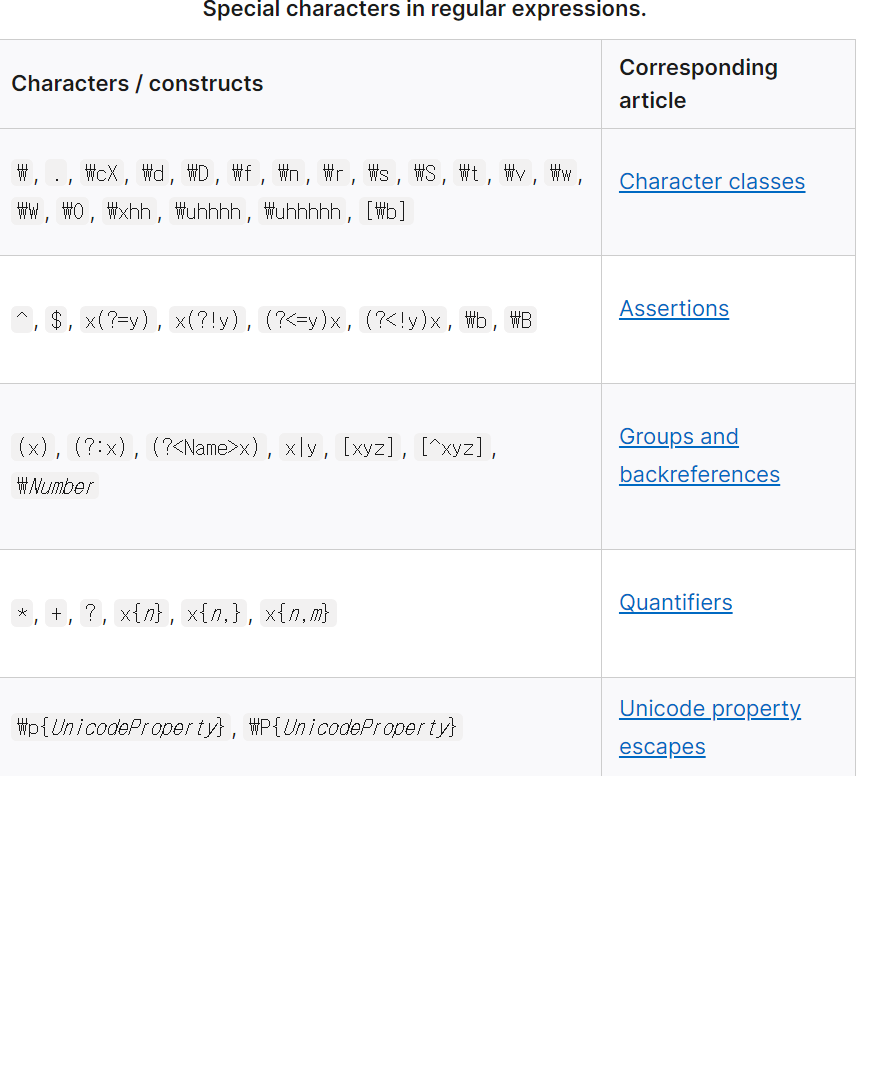 Special characters in regular expressions.
Characters / constructs
Corresponding
article
₩, ., ₩cX, ₩d, ₩D, ₩f, ₩n, ₩r, ₩s, ₩S, ₩t, ₩v, ₩w,
₩W, ₩0, ₩xhh, ₩uhhhh, ₩uhhhhh, [₩b]
Character classes
^, $, x(?=y), x(?!y), (?<=y)x, (?<!y)x, ₩b, ₩B
Assertions
(x), (?:x), (?<Name>x), x|y, [xyz], [^xyz],
₩Number
Groups and
backreferences
*, +, ?, x{n}, x{n,}, x{n,m}
Quantifiers
₩p{UnicodeProperty}, ₩P{UnicodeProperty}
Unicode property
escapes